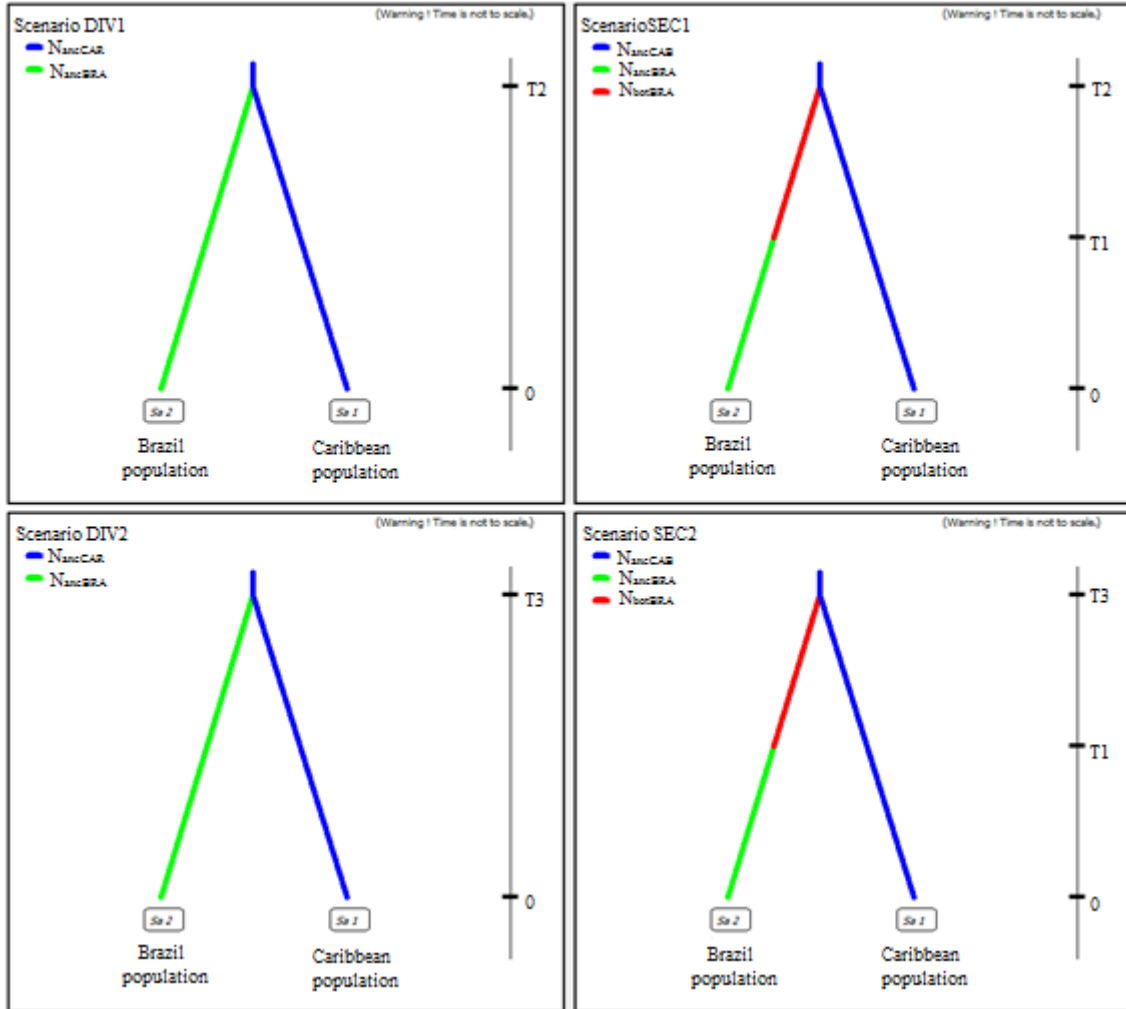 (Warning ! Time is not to scale.)
Scenario DIV1
NancCAR
NancBRA
T2
0
Sa 2
Sa 1
Brazil
population
Caribbean
population
(Warning ! Time is not to scale.)
ScenarioSEC1
NancCAB
NancBRA
NbotBRA
T2
T1
0
Sa 2
Sa 1
Brazil
population
Caribbean
population
(Warning ! Time is not to scale.)
Scenario DIV2
NancCAR
NancBRA
T3
0
Sa 2
Sa 1
Brazil
population
Caribbean
population
(Warning ! Time is not to scale.)
Scenario SEC2
NancCAB
NancBRA
NbotBRA
T3
T1
0
Sa 2
Sa 1
Brazil
population
Caribbean
population